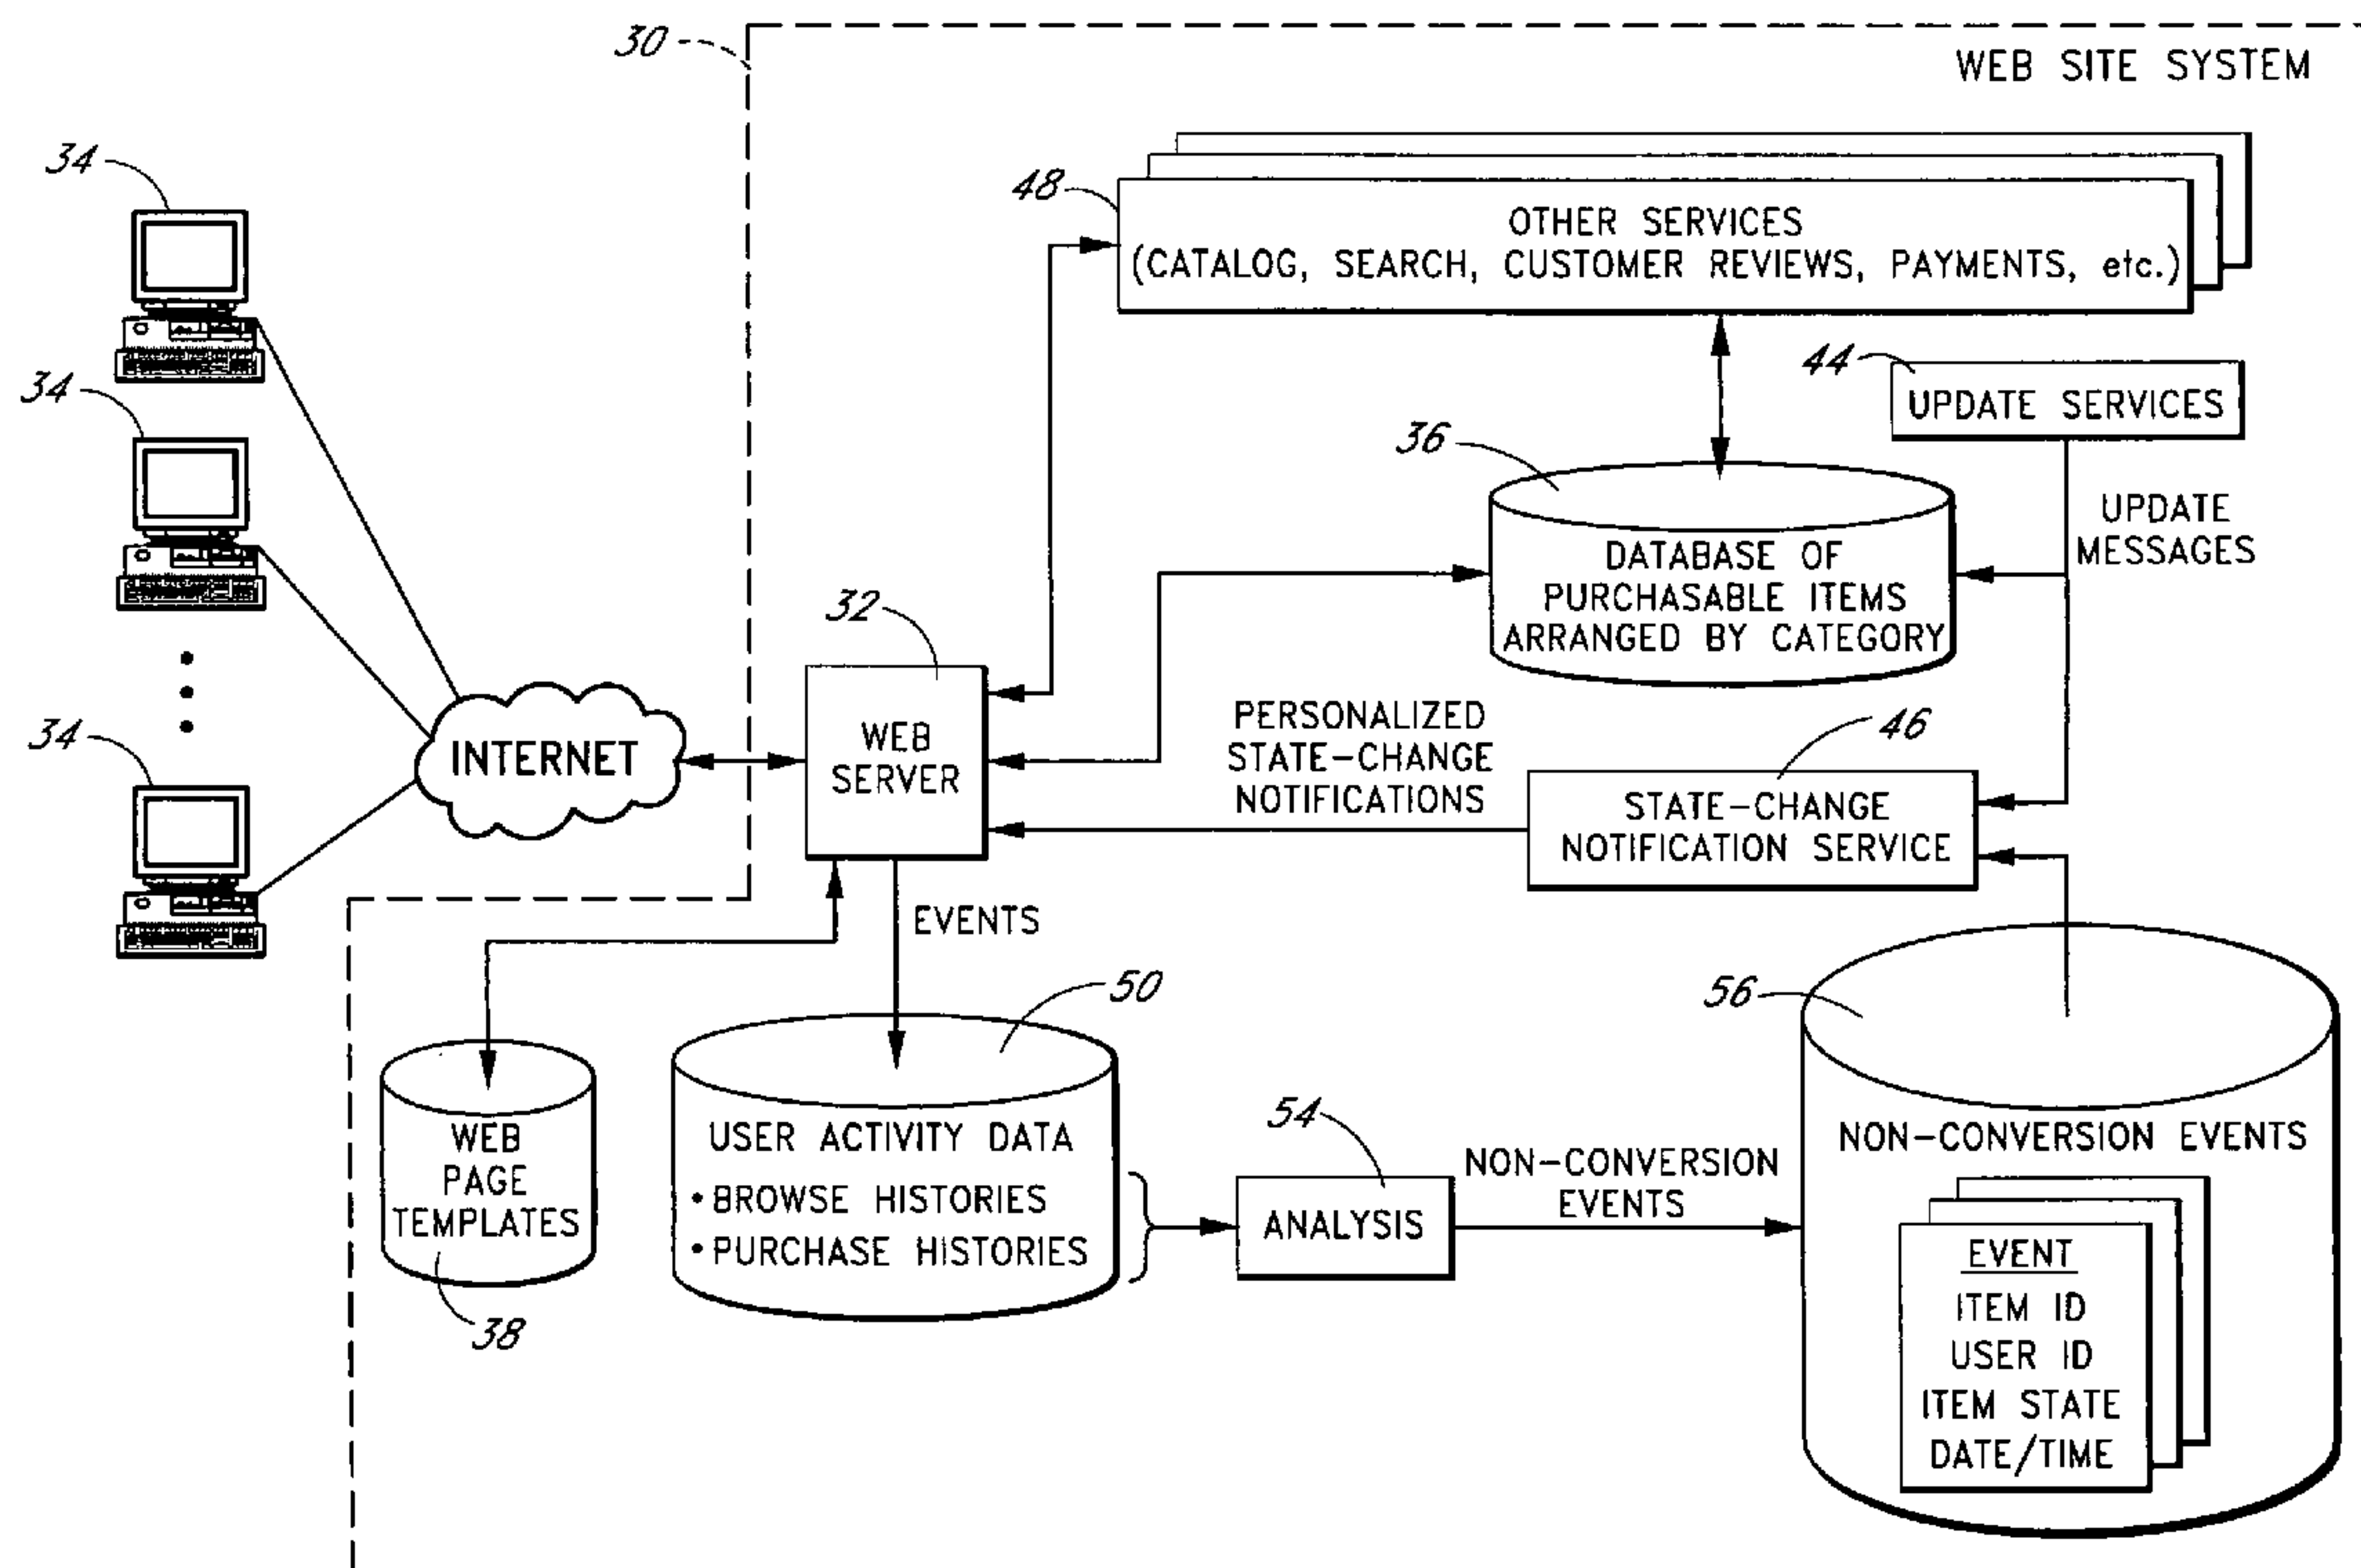 30
WEB SITE SYSTEM
34
48
OTHER SERVICES
(CATALOG, SEARCH, CUSTOMER REVIEWS, PAYMENTS, etc.)
44
UPDATE SERVICES
34
36
UPDATE
MESSAGES
DATABASE OF
PURCHASABLE ITEMS
ARRANGED BY CATEGORY
32
34
INTERNET
WEB
SERVER
PERSONALIZED
STATE-CHANGE
NOTIFICATIONS
46
STATE-CHANGE
NOTIFICATION SERVICE
EVENTS
50
56
WEB
PAGE
TEMPLATES
38
USER ACTIVITY DATA
• BROWSE HISTORIES
• PURCHASE HISTORIES
54
ANALYSIS
NON-CONVERSION
EVENTS
NON-CONVERSION EVENTS
EVENT
ITEM ID
USER ID
ITEM STATE
DATE/TIME